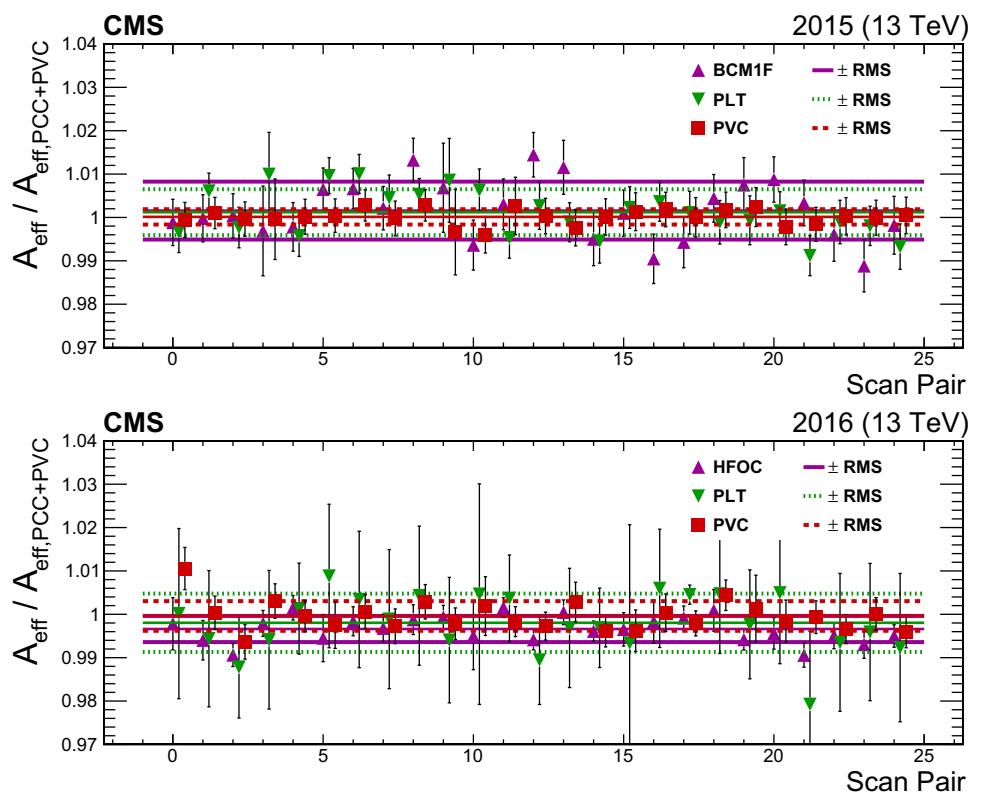 CMS 2015 (13 TeV)
A_eff / A_eff,PCC+PVC
1.04
1.03
1.02
1.01
1
0.99
0.98
0.97
BCM1F ± RMS
PLT ± RMS
PVC ± RMS
0 5 10 15 20 25
Scan Pair
CMS 2016 (13 TeV)
A_eff / A_eff,PCC+PVC
1.04
1.03
1.02
1.01
1
0.99
0.98
0.97
HFOC ± RMS
PLT ± RMS
PVC ± RMS
0 5 10 15 20 25
Scan Pair